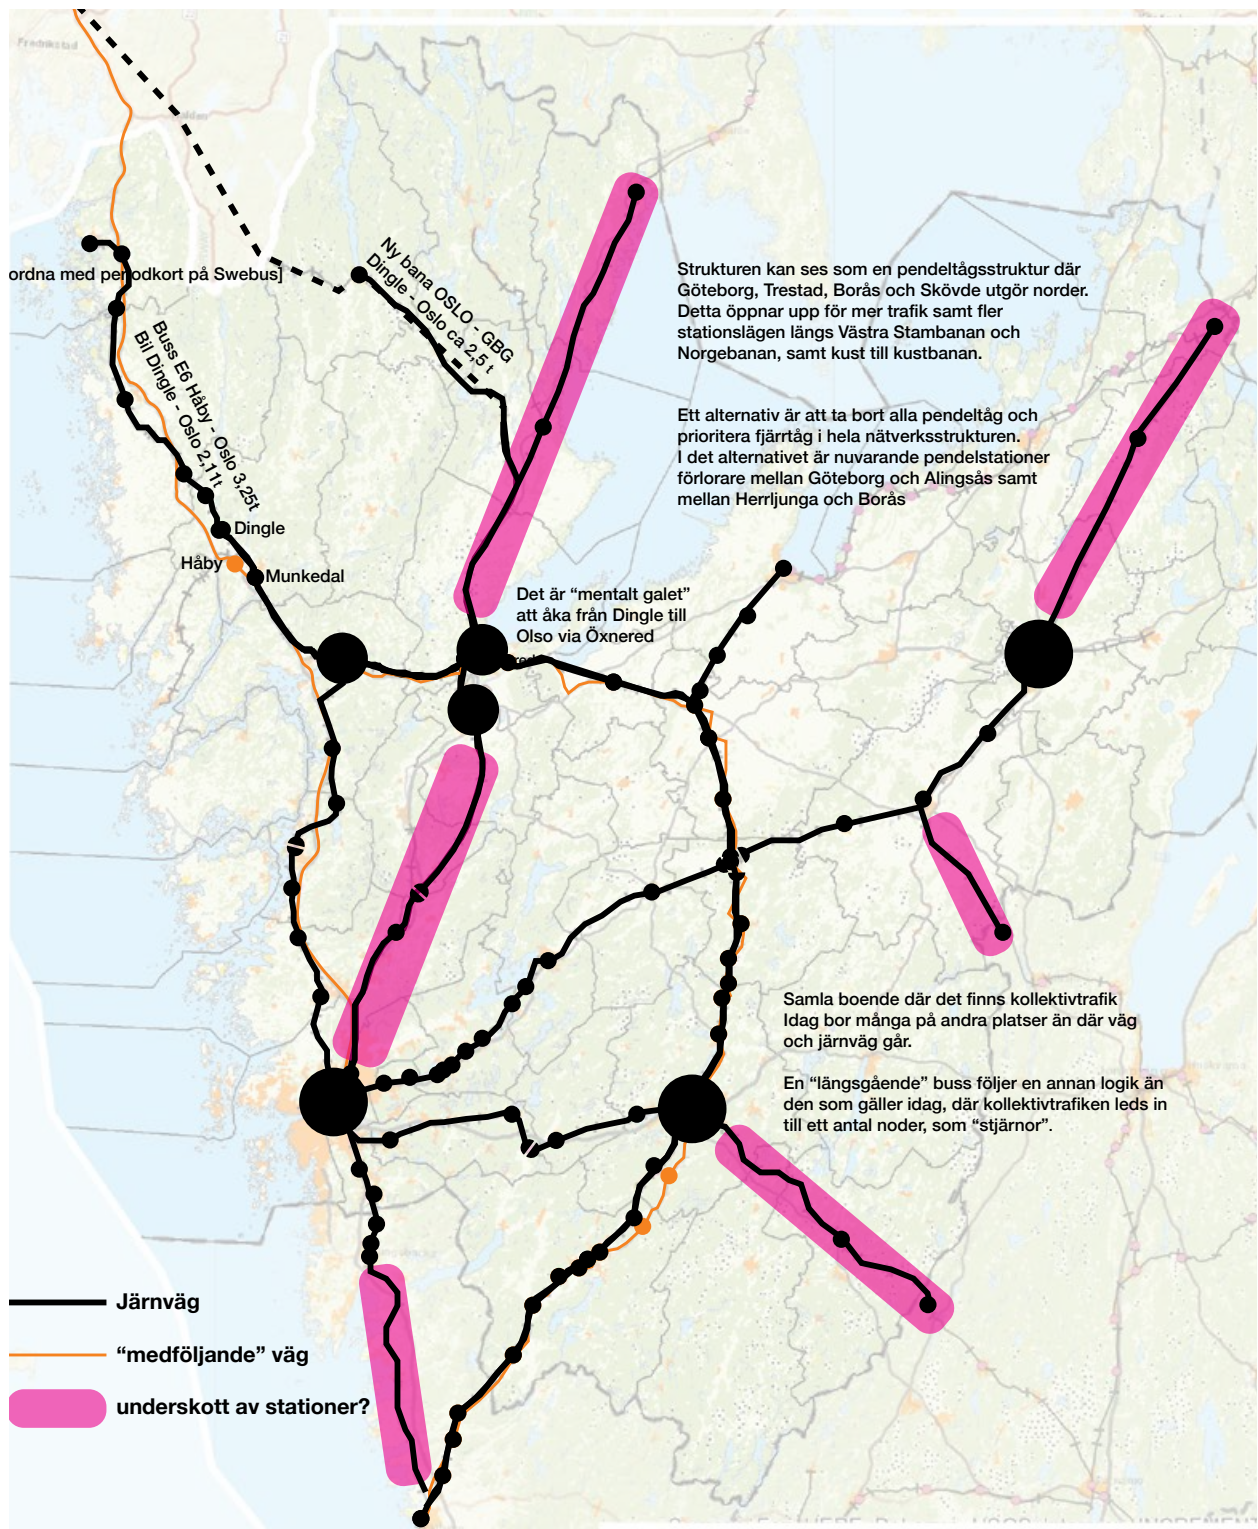 Fredrikstad
ordna med periodkort på Swebus]
Ny bana OSLO - GBG
Dingle - Oslo ca 2,5 t
Buss E6 Håby - Oslo 3,25t
Bil Dingle - Oslo 2,11t
Strukturen kan ses som en pendeltågsstruktur där
Göteborg, Trestad, Borås och Skövde utgör norder.
Detta öppnar upp för mer trafik samt fler
stationslägen längs Västra Stambanan och
Norgebanan, samt kust till kustbanan.
Ett alternativ är att ta bort alla pendeltåg och
prioritera fjärrtåg i hela nätverksstrukturen.
I det alternativet är nuvarande pendelstationer
förlorare mellan Göteborg och Alingsås samt
mellan Herrljunga och Borås
Dingle
Håby
Munkedal
Det är “mentalt galet”
att åka från Dingle till
Olso via Öxnered
Samla boende där det finns kollektivtrafik
Idag bor många på andra platser än där väg
och järnväg går.
En “längsgående” buss följer en annan logik än
den som gäller idag, där kollektivtrafiken leds in
till ett antal noder, som “stjärnor”.
Järnväg
“medföljande” väg
underskott av stationer?